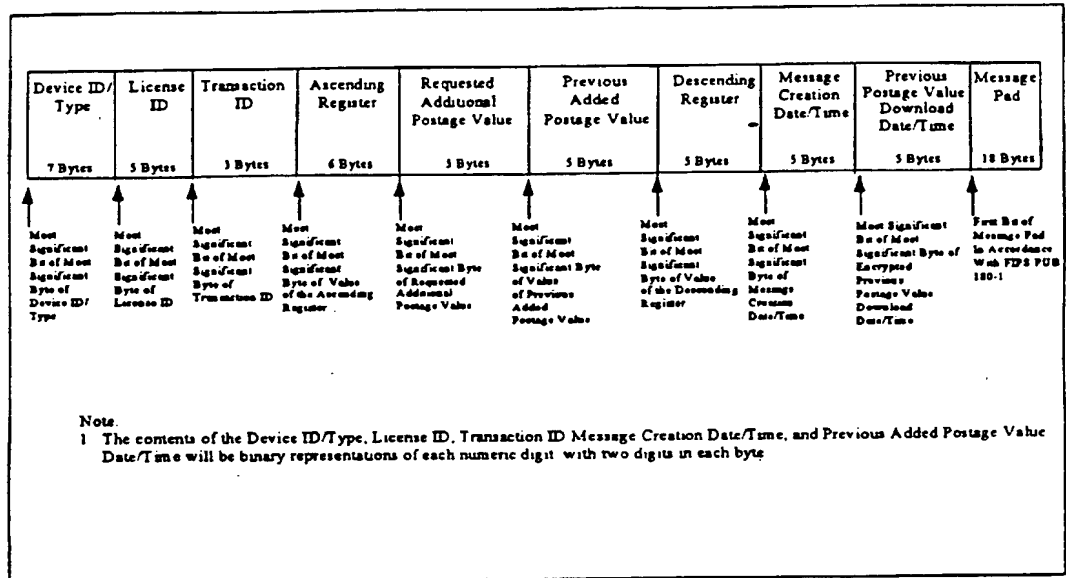 Device ID/
Type
7 Bytes
License
ID
5 Bytes
Transaction
ID
3 Bytes
Ascending
Register
6 Bytes
Requested
Additional
Postage Value
5 Bytes
Previous
Added
Postage Value
5 Bytes
Descending
Register
5 Bytes
Message
Creation
Date/Time
5 Bytes
Previous
Postage Value
Download
Date/Time
5 Bytes
Message
Pad
18 Bytes
Most
Significant
Bit of Most
Significant
Byte of
Device ID/
Type
Most
Significant
Bit of Most
Significant
Byte of
License ID
Most
Significant
Bit of Most
Significant
Byte of
Transaction ID
Most
Significant
Bit of Most
Significant
Byte of Value
of the Ascending
Register
Most
Significant
Bit of Most
Significant Byte
of Requested
Additional
Postage Value
Most
Significant
Bit of Most
Significant Byte
of Value
of Previous
Added
Postage Value
Most
Significant
Bit of Most
Significant
Byte of Value
of the Descending
Register
Most
Significant
Bit of Most
Significant
Byte of
Message
Creation
Date/Time
Most Significant
Bit of Most
Significant Byte of
Encrypted
Previous
Postage Value
Download
Date/Time
First Bit of
Message Pad
In Accordance
With FIPS PUB
180-1
Note.
1 The contents of the Device ID/Type, License ID, Transaction ID Message Creation Date/Time, and Previous Added Postage Value
Date/Time will be binary representations of each numeric digit with two digits in each byte